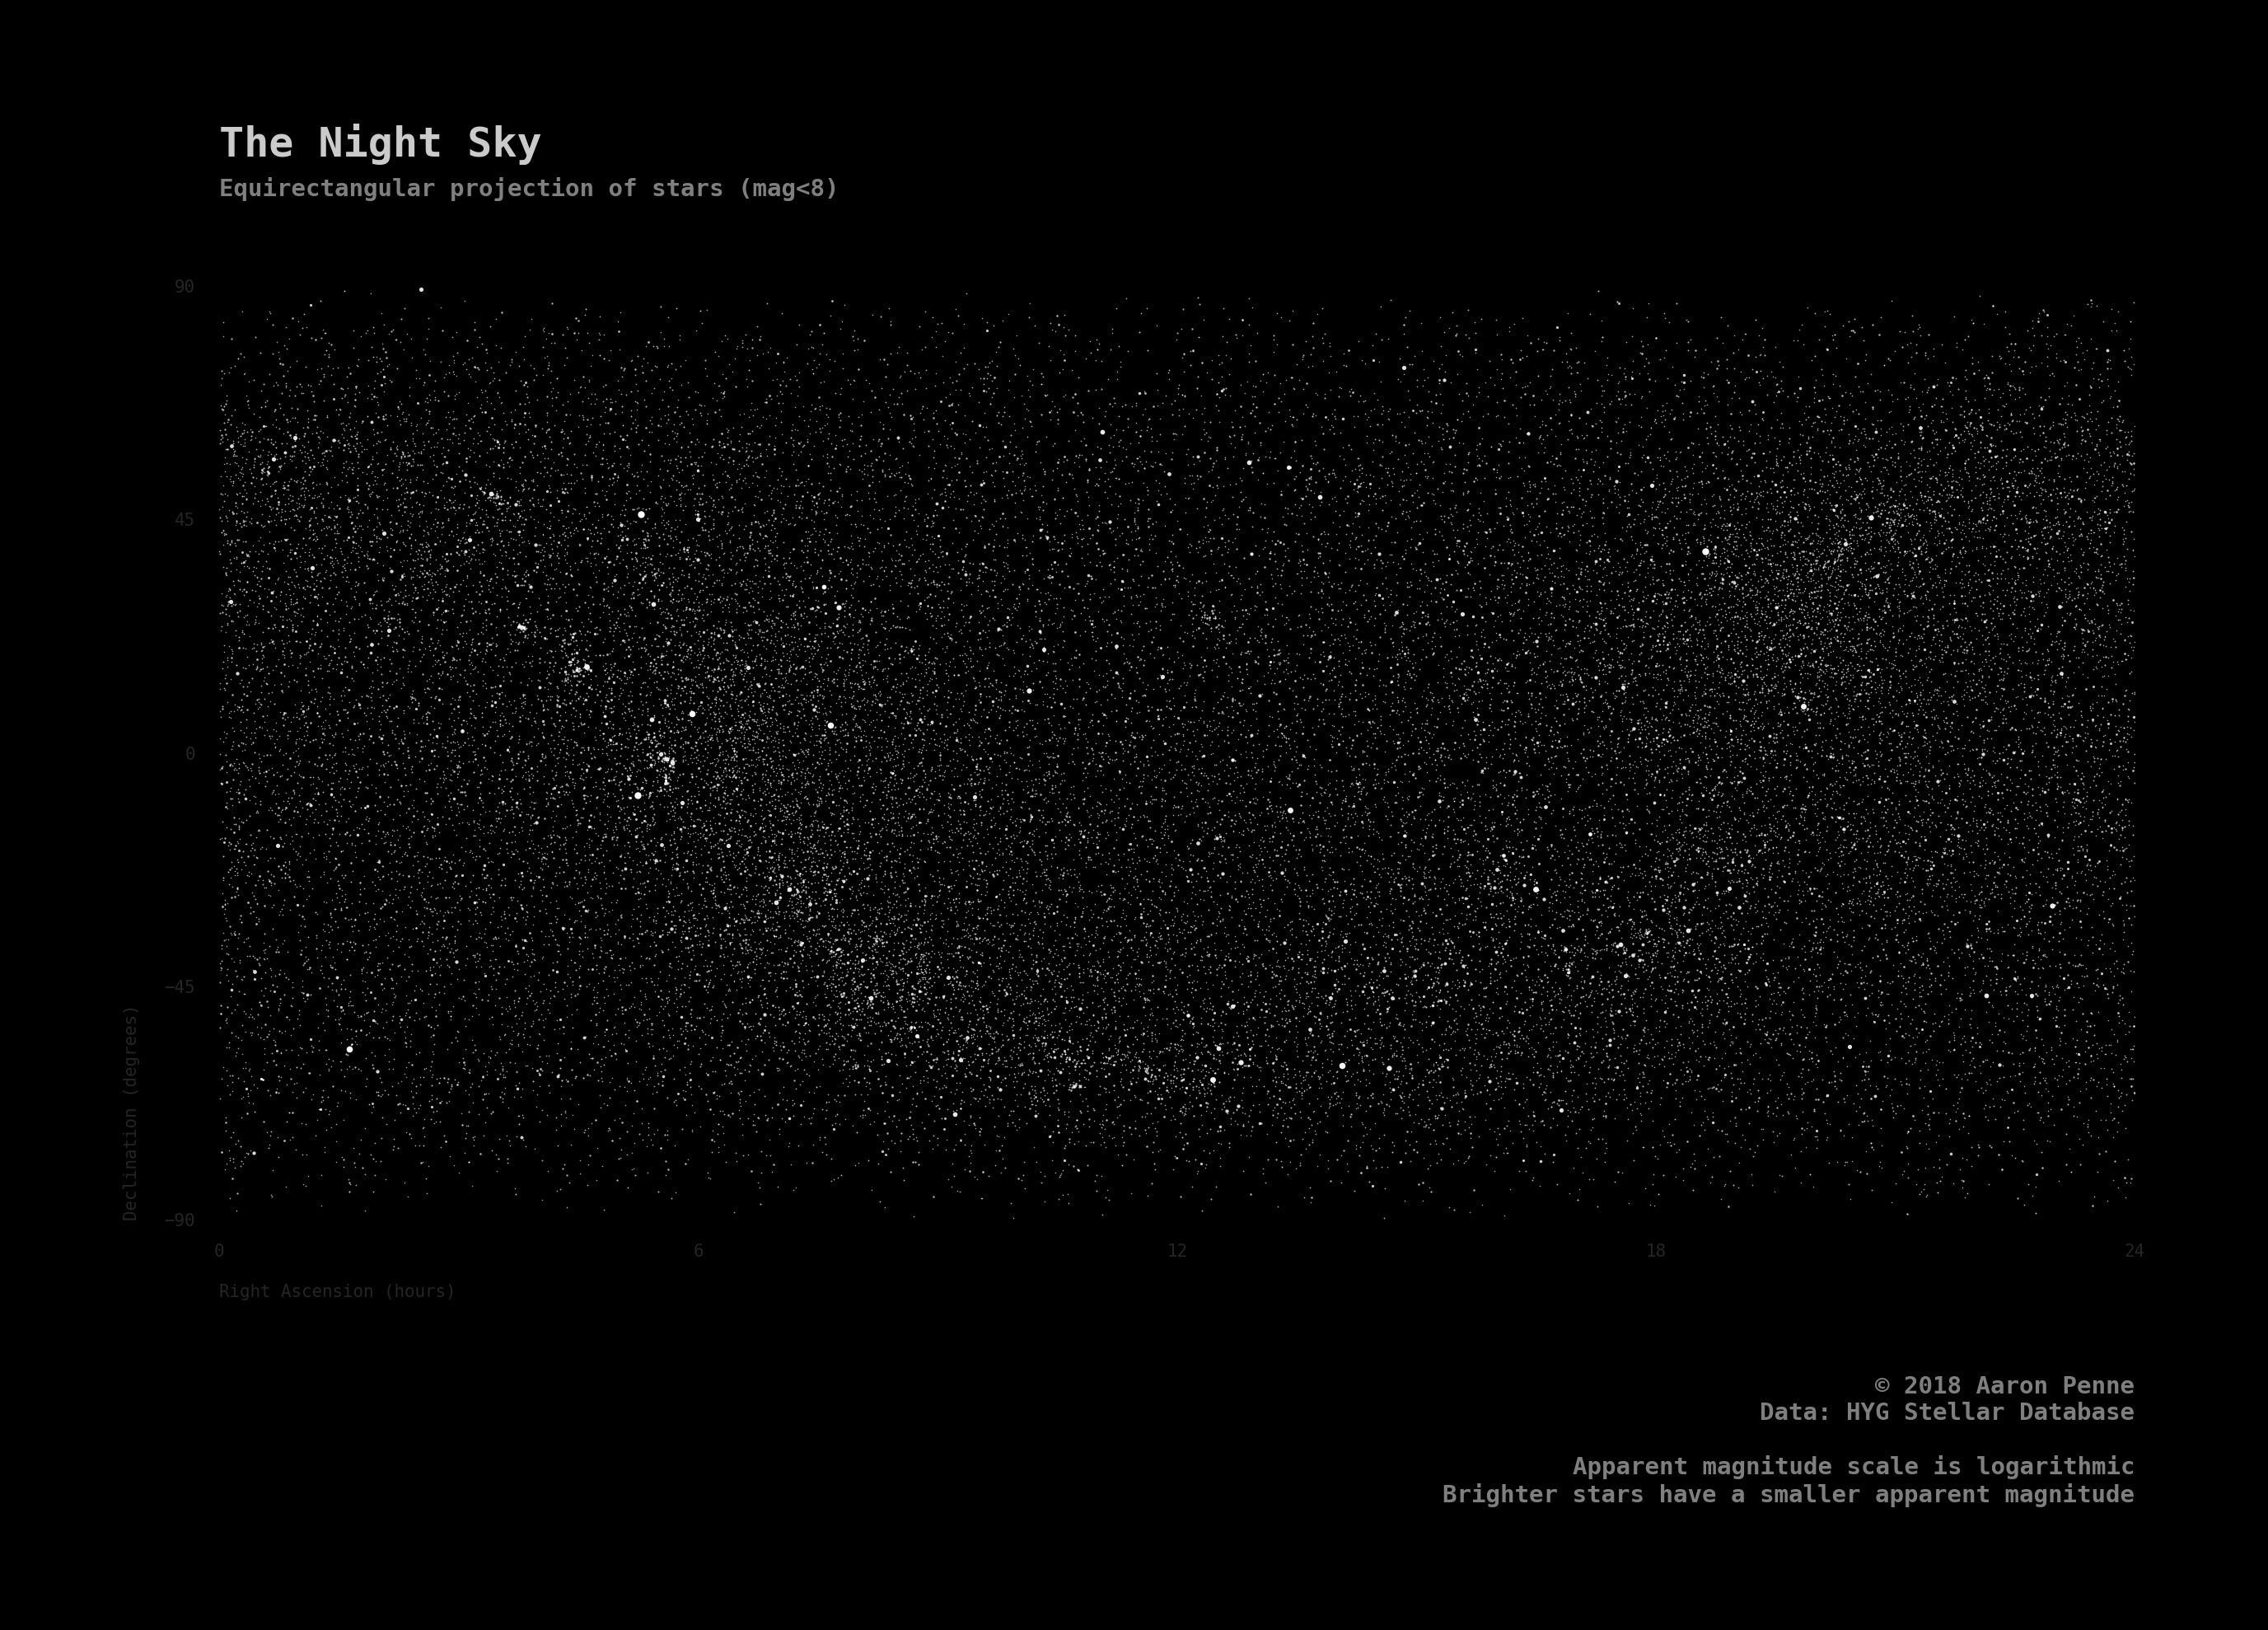 The Night Sky
Equirectangular projection of stars (mag<8)
90
45
0
−45
−90
Declination (degrees)
0 6 12 18 24
Right Ascension (hours)
© 2018 Aaron Penne
Data: HYG Stellar Database
Apparent magnitude scale is logarithmic
Brighter stars have a smaller apparent magnitude